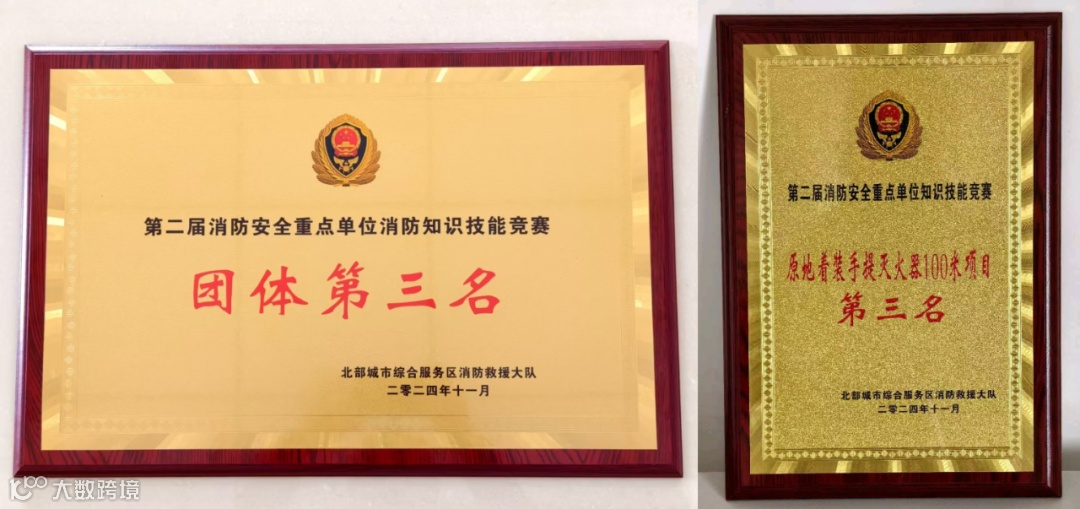 第二届消防安全重点单位消防知识技能竞赛
团体第三名
北部城市综合服务区消防救援大队
二零二四年十一月
第二届消防安全重点单位知识技能竞赛
原地着装手提灭火器100米项目
第三名
北部城市综合服务区消防救援大队
二零二四年十一月
大数跨境